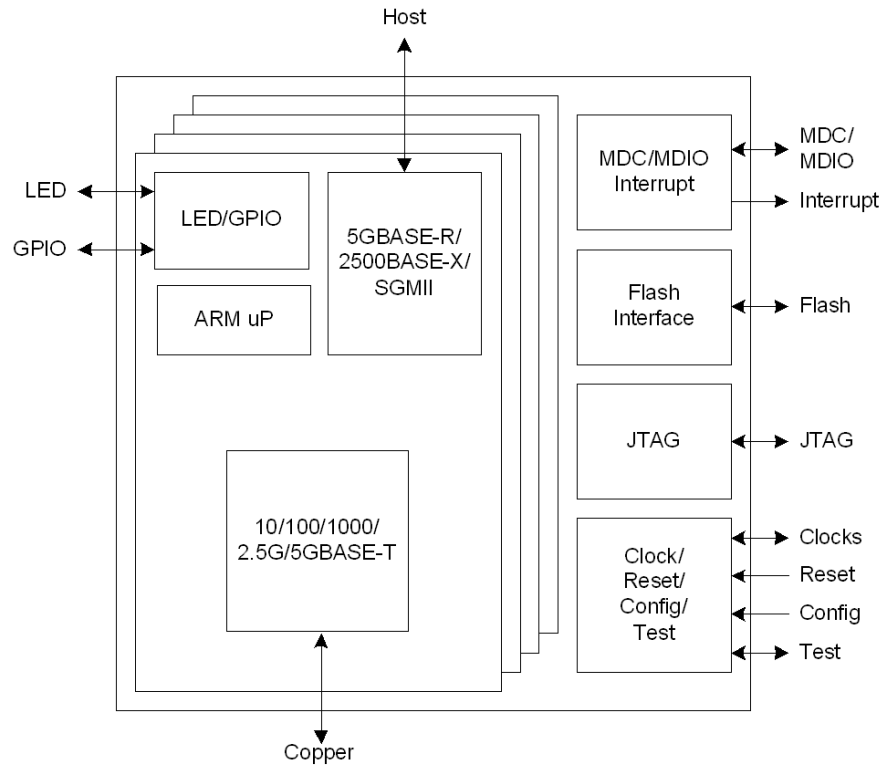 Host
MDC/MDIO
Interrupt
MDC/
MDIO
Interrupt
LED
GPIO
LED/GPIO
5GBASE-R/
2500BASE-X/
SGMII
ARM uP
Flash
Interface
Flash
JTAG
JTAG
10/100/1000/
2.5G/5GBASE-T
Clock/
Reset/
Config/
Test
Clocks
Reset
Config
Test
Copper